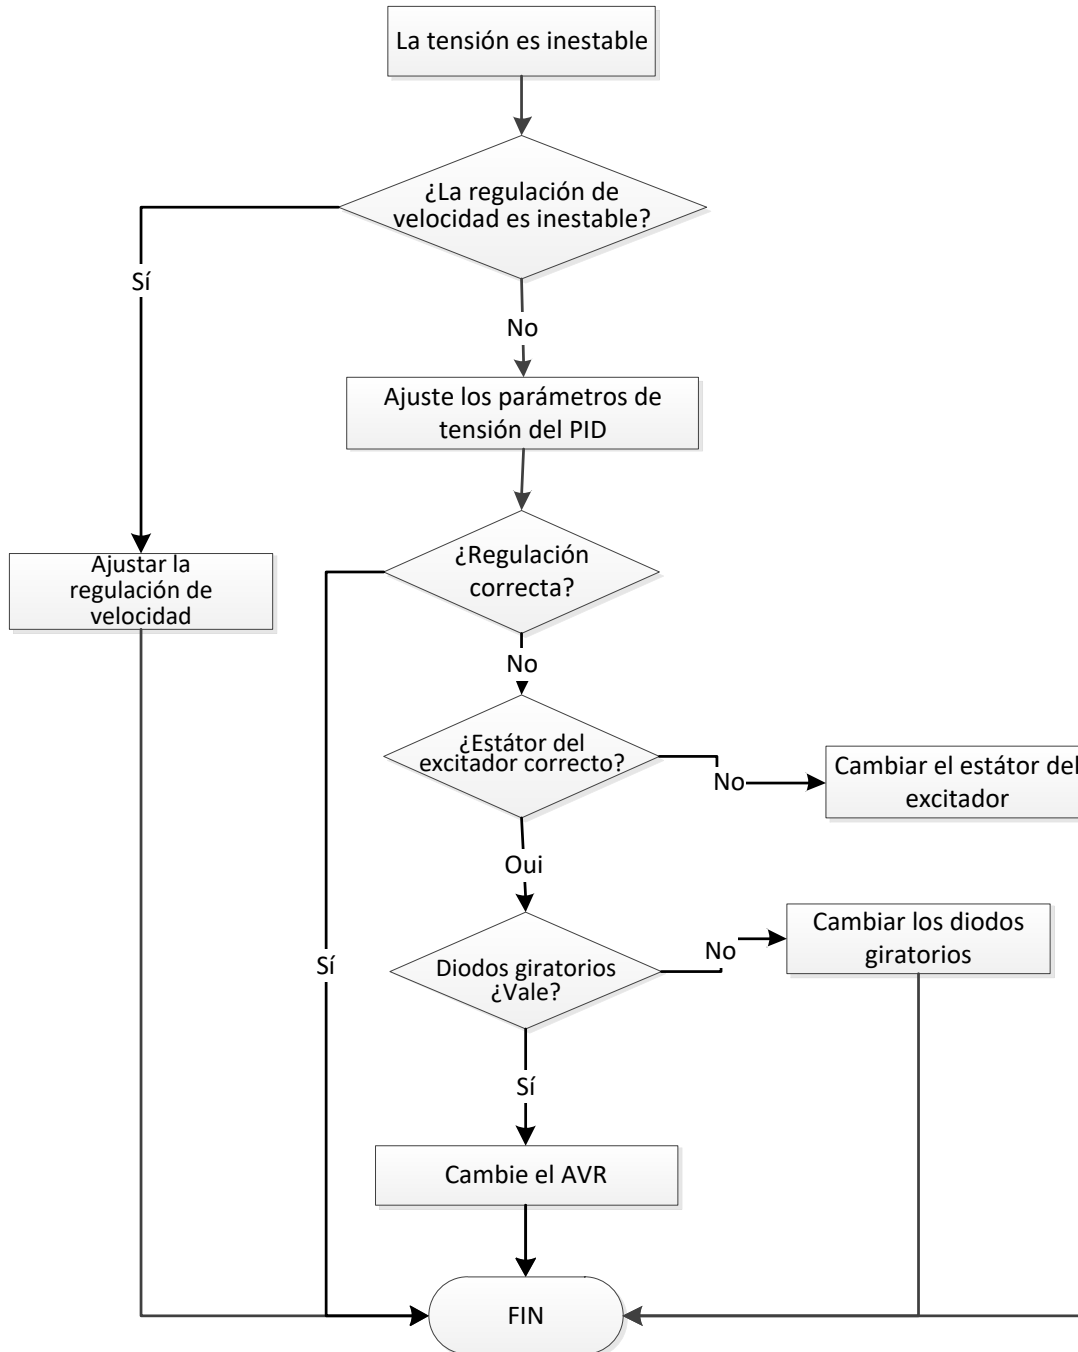 La tensión es inestable
¿La regulación de
velocidad es inestable?
Sí
No
Ajuste los parámetros de
tensión del PID
¿Regulación
correcta?
Ajustar la
regulación de
velocidad
No
¿Estátor del
excitador correcto?
No
Cambiar el estátor del
excitador
Oui
Cambiar los diodos
giratorios
No
Diodos giratorios
¿Vale?
Sí
Sí
Cambie el AVR
FIN